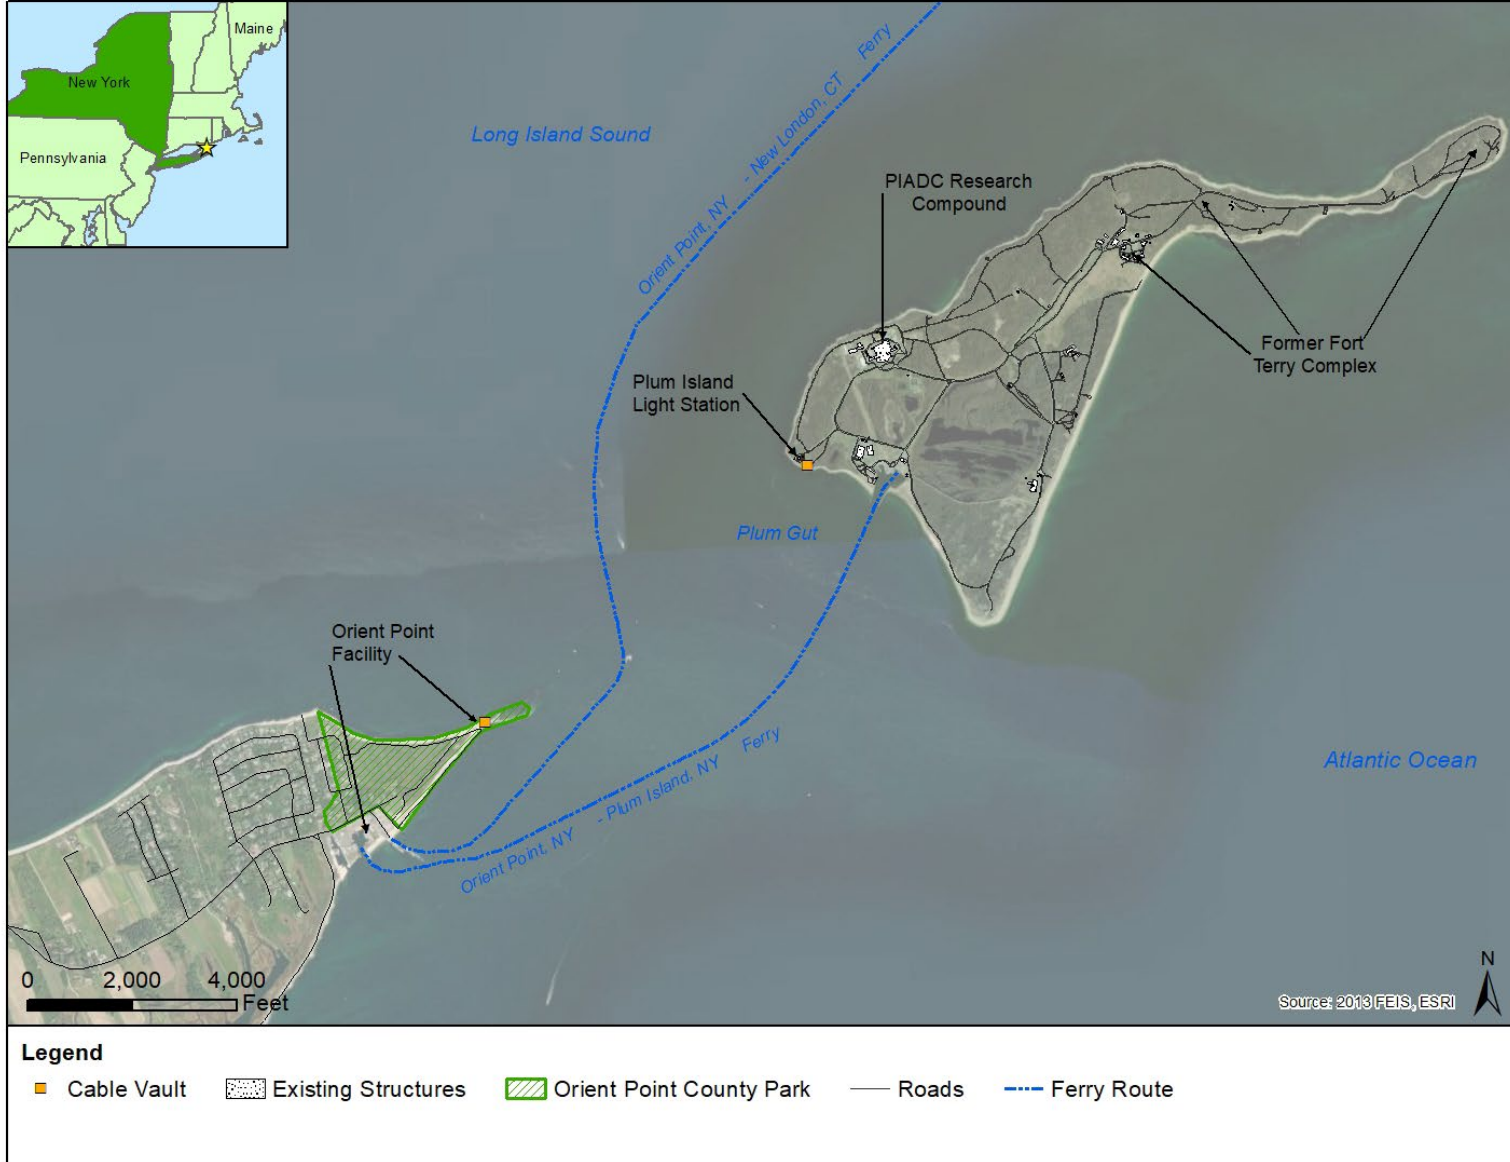 Maine
New York
Pennsylvania
Long Island Sound
Orient Point, NY - New London, CT Ferry
PIADC Research
Compound
Former Fort
Terry Complex
Plum Island
Light Station
Plum Gut
Orient Point
Facility
Atlantic Ocean
Orient Point, NY - Plum Island, NY Ferry
0 2,000 4,000
Feet
N
Source: 2013 FEIS, ESRI
Legend
Cable Vault Existing Structures Orient Point County Park Roads Ferry Route